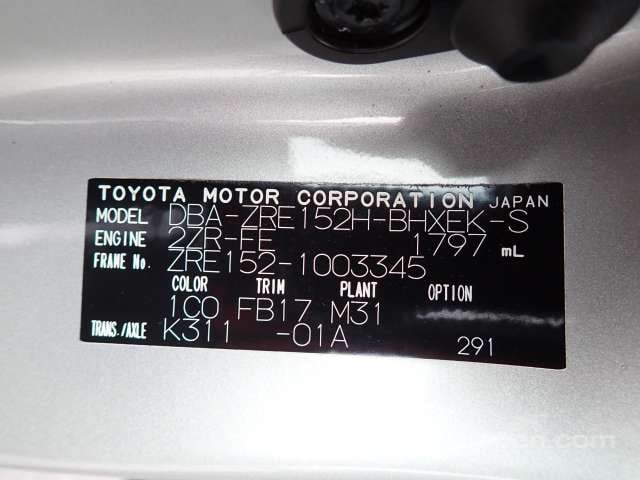 TOYOTA MOTOR CORPORATION JAPAN
MODEL DBA-ZRE152H-BHXEK-S
ENGINE 2ZR-FE 1797 mL
FRAME No. ZRE152-1003345
COLOR TRIM PLANT OPTION
1C0 FB17 M31
TRANS./AXLE K311 -01A 291